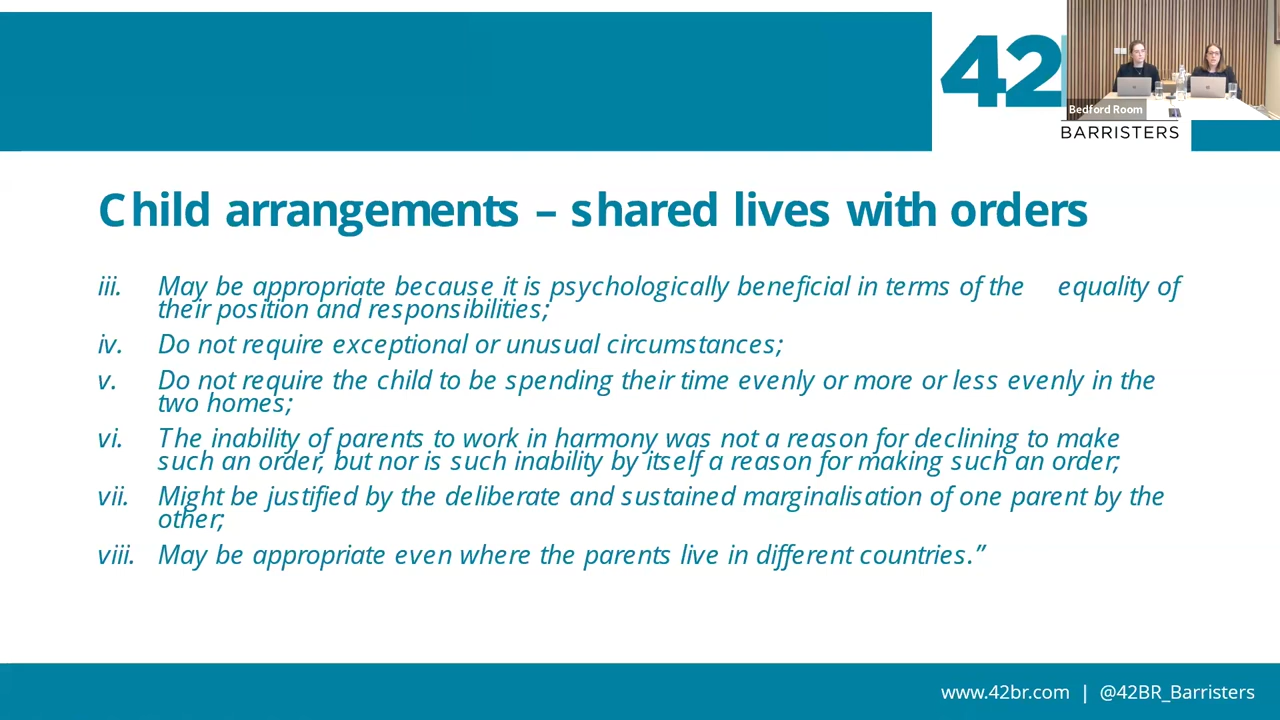 42
Bedford Room
BARRISTERS
Child arrangements – shared lives with orders
iii. May be appropriate because it is psychologically beneficial in terms of the equality of
their position and responsibilities;
iv. Do not require exceptional or unusual circumstances;
v. Do not require the child to be spending their time evenly or more or less evenly in the
two homes;
vi. The inability of parents to work in harmony was not a reason for declining to make
such an order, but nor is such inability by itself a reason for making such an order;
vii. Might be justified by the deliberate and sustained marginalisation of one parent by the
other;
viii. May be appropriate even where the parents live in different countries.”
www.42br.com | @42BR_Barristers